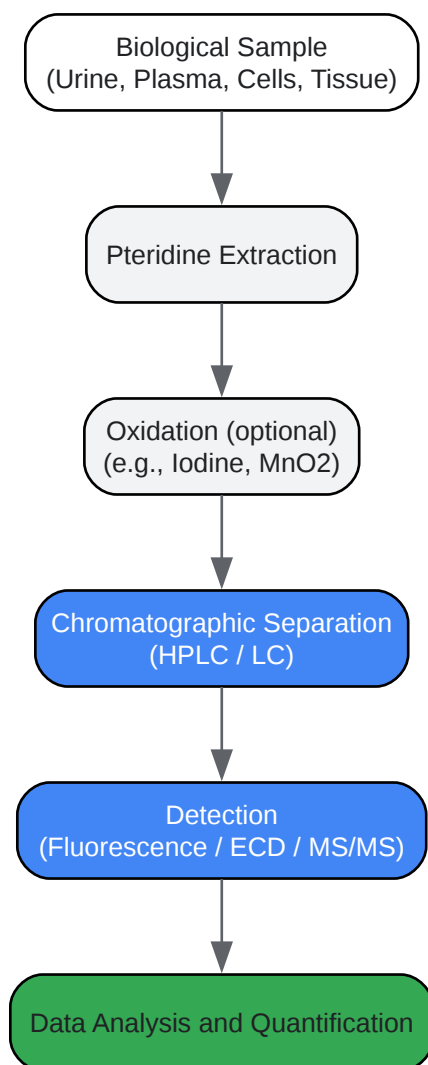 Biological Sample
(Urine, Plasma, Cells, Tissue)
Pteridine Extraction
Oxidation (optional)
(e.g., Iodine, MnO2)
Chromatographic Separation
(HPLC / LC)
Detection
(Fluorescence / ECD / MS/MS)
Data Analysis and Quantification